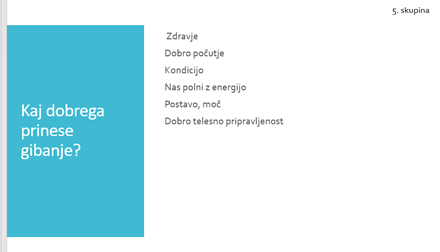 5. skupina
Kaj dobrega
prinese
gibanje?
Zdravje
Dobro počutje
Kondicijo
Nas polni z energijo
Postavo, moč
Dobro telesno pripravljenost